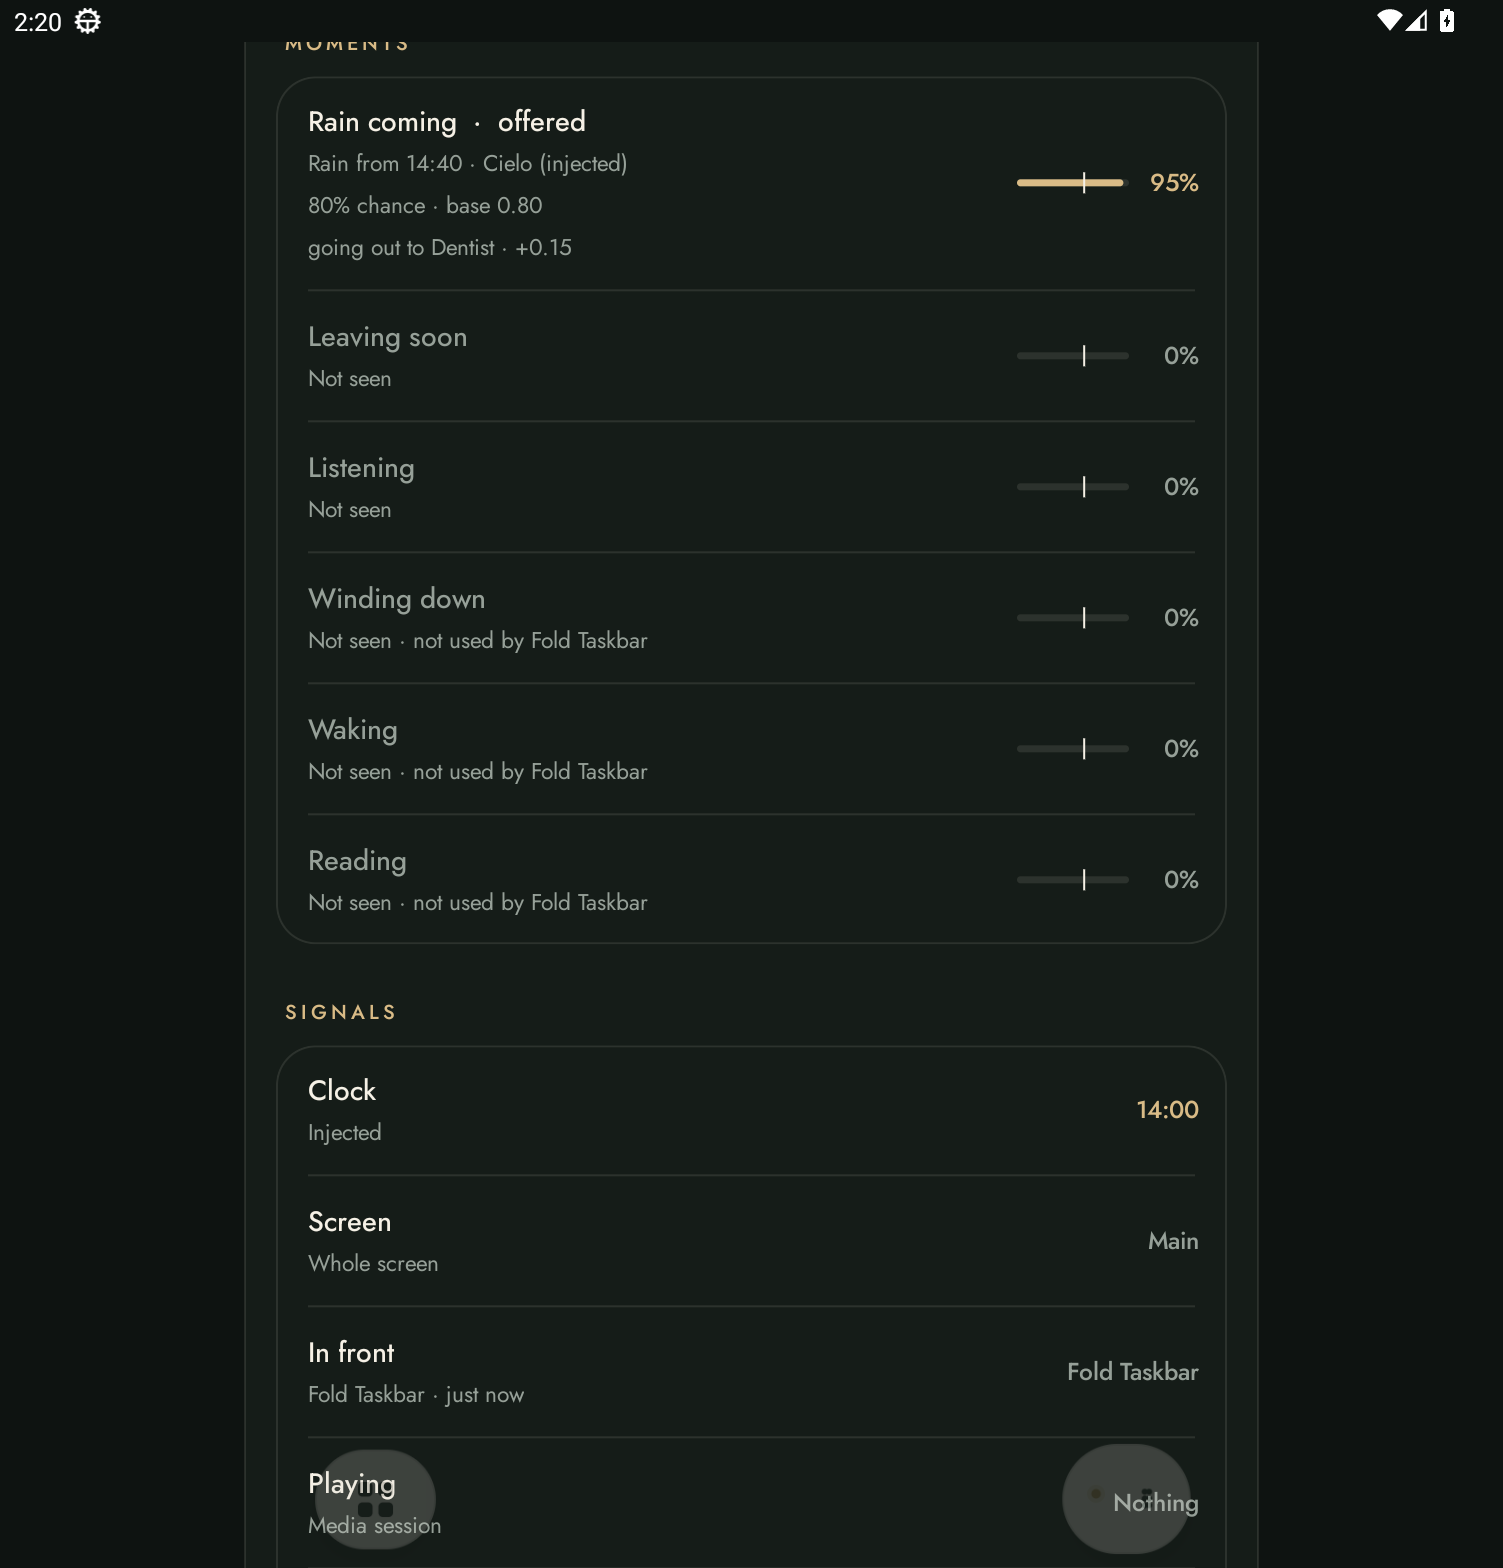 2:20
MOMENTS
Rain coming · offered
Rain from 14:40 · Cielo (injected)
80% chance · base 0.80
going out to Dentist · +0.15
95%
Leaving soon
Not seen
0%
Listening
Not seen
0%
Winding down
Not seen · not used by Fold Taskbar
0%
Waking
Not seen · not used by Fold Taskbar
0%
Reading
Not seen · not used by Fold Taskbar
0%
SIGNALS
Clock
Injected
14:00
Screen
Whole screen
Main
In front
Fold Taskbar · just now
Fold Taskbar
Playing
Media session
Nothing